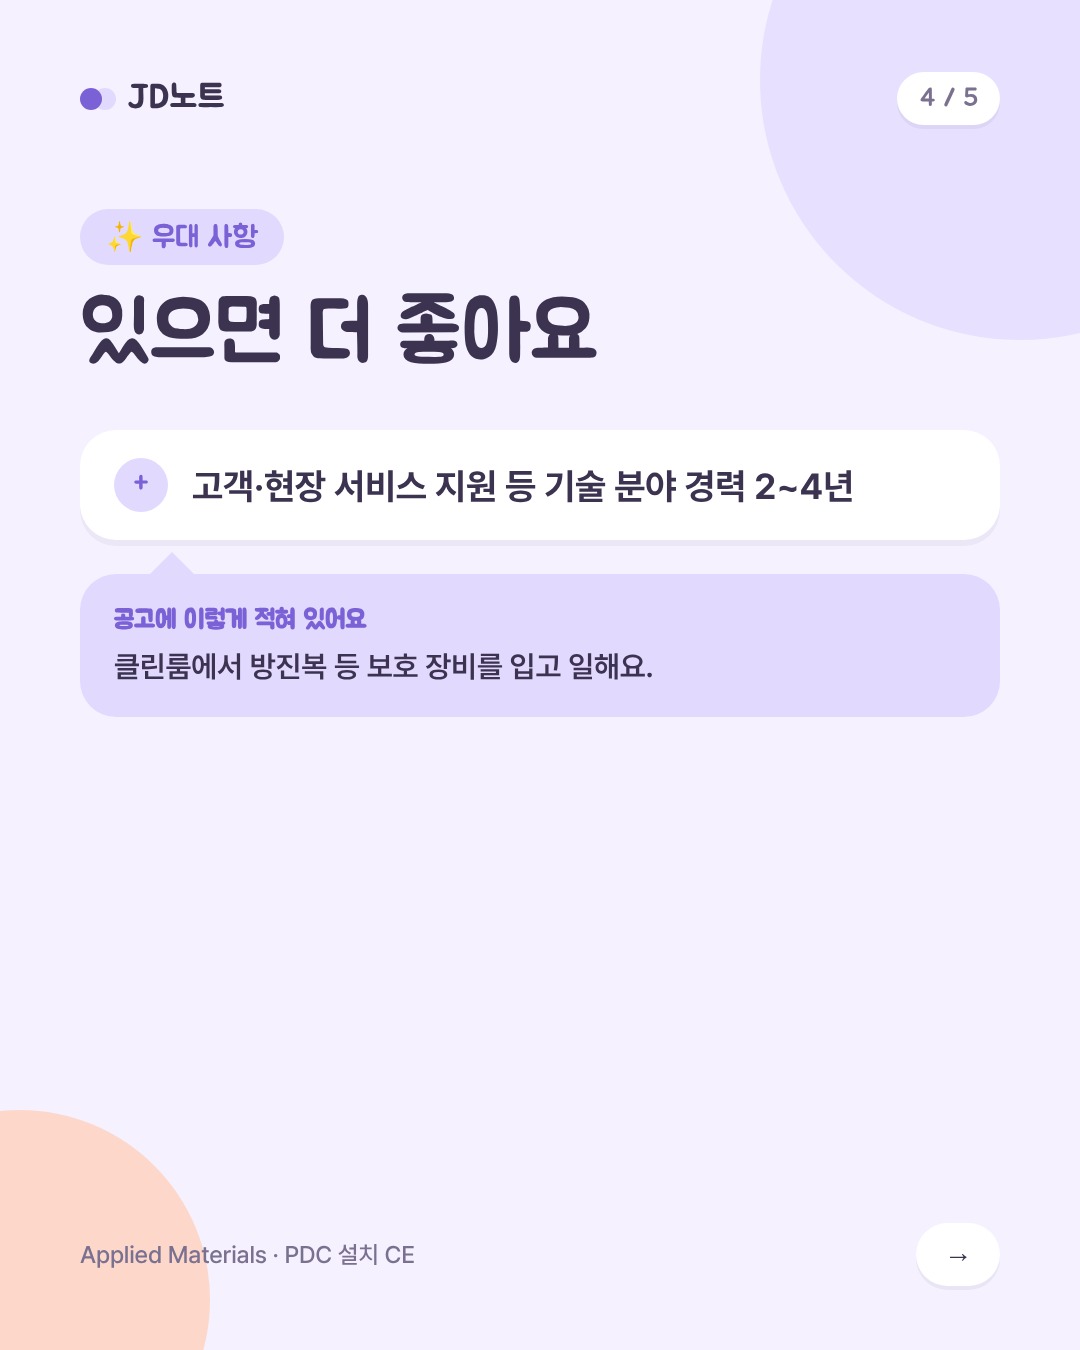 JD노트
4 / 5
✨ 우대 사항
있으면 더 좋아요
+ 고객·현장 서비스 지원 등 기술 분야 경력 2~4년
공고에 이렇게 적혀 있어요
클린룸에서 방진복 등 보호 장비를 입고 일해요.
Applied Materials · PDC 설치 CE
→